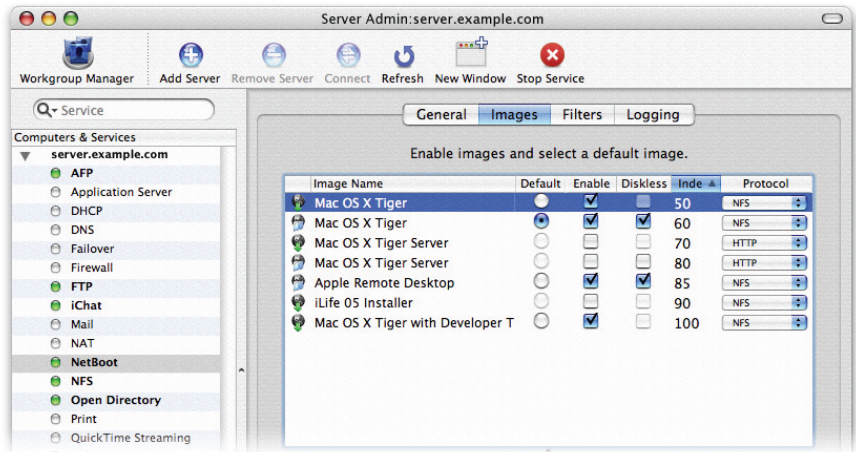 Server Admin:server.example.com
Workgroup Manager Add Server Remove Server Connect Refresh New Window Stop Service
Service
Computers & Services
server.example.com
AFP
Application Server
DHCP
DNS
Failover
Firewall
FTP
iChat
Mail
NAT
NetBoot
NFS
Open Directory
Print
QuickTime Streaming
General Images Filters Logging
Enable images and select a default image.
Image Name Default Enable Diskless Inde Protocol
Mac OS X Tiger 50 NFS
Mac OS X Tiger 60 NFS
Mac OS X Tiger Server 70 HTTP
Mac OS X Tiger Server 80 HTTP
Apple Remote Desktop 85 NFS
iLife 05 Installer 90 NFS
Mac OS X Tiger with Developer T 100 NFS